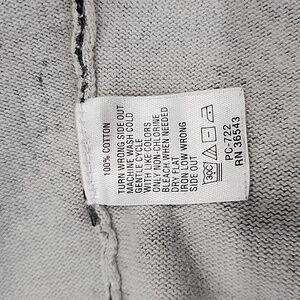 100% COTTON
TURN WRONG SIDE OUT
MACHINE WASH COLD
GENTLE CYCLE
WITH LIKE COLORS
ONLY NON-CHLORINE
BLEACH WHEN NEEDED
DRY FLAT
IRON LOW WRONG
SIDE OUT
30C
PC-722
RN 36543